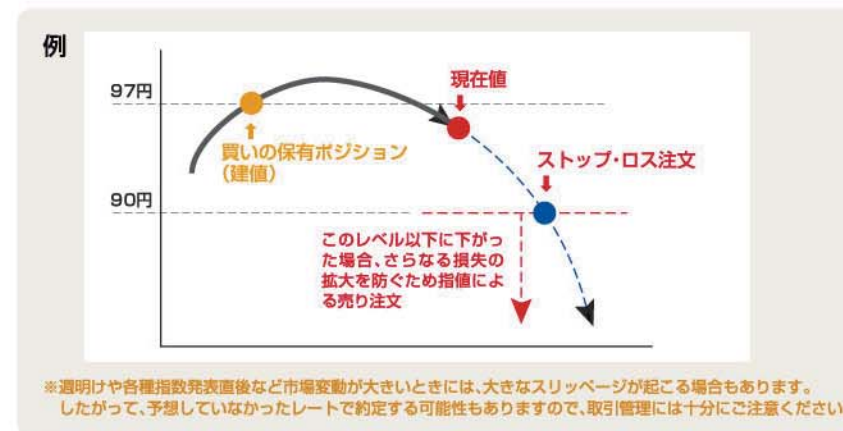 例
97円
現在値
買いの保有ポジション
(建値)
ストップ・ロス注文
90円
このレベル以下に下がっ
た場合、さらなる損失の
拡大を防ぐため指値によ
る売り注文
※週明けや各種指数発表直後など市場変動が大きいときには、大きなスリッページが起こる場合もあります。
したがって、予想していなかったレートで約定する可能性もありますので、取引管理には十分にご注意ください